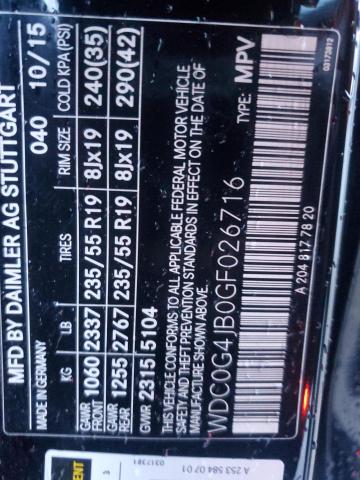 MFD BY DAIMLER AG STUTTGART
MADE IN GERMANY 040 10/15
KG LB TIRES RIM SIZE COLD KPA(PSI)
GAWR FRONT 1060 2337 235/55 R19 8Jx19 240(35)
GAWR REAR 1255 2767 235/55 R19 8Jx19 290(42)
GVWR 2315 5104
THIS VEHICLE CONFORMS TO ALL APPLICABLE FEDERAL MOTOR VEHICLE
SAFETY AND THEFT PREVENTION STANDARDS IN EFFECT ON THE DATE OF
MANUFACTURE SHOWN ABOVE.
WDC0G4JB0GF026716 TYPE: MPV
A 204 817 78 20
03173812
A 253 584 07 01